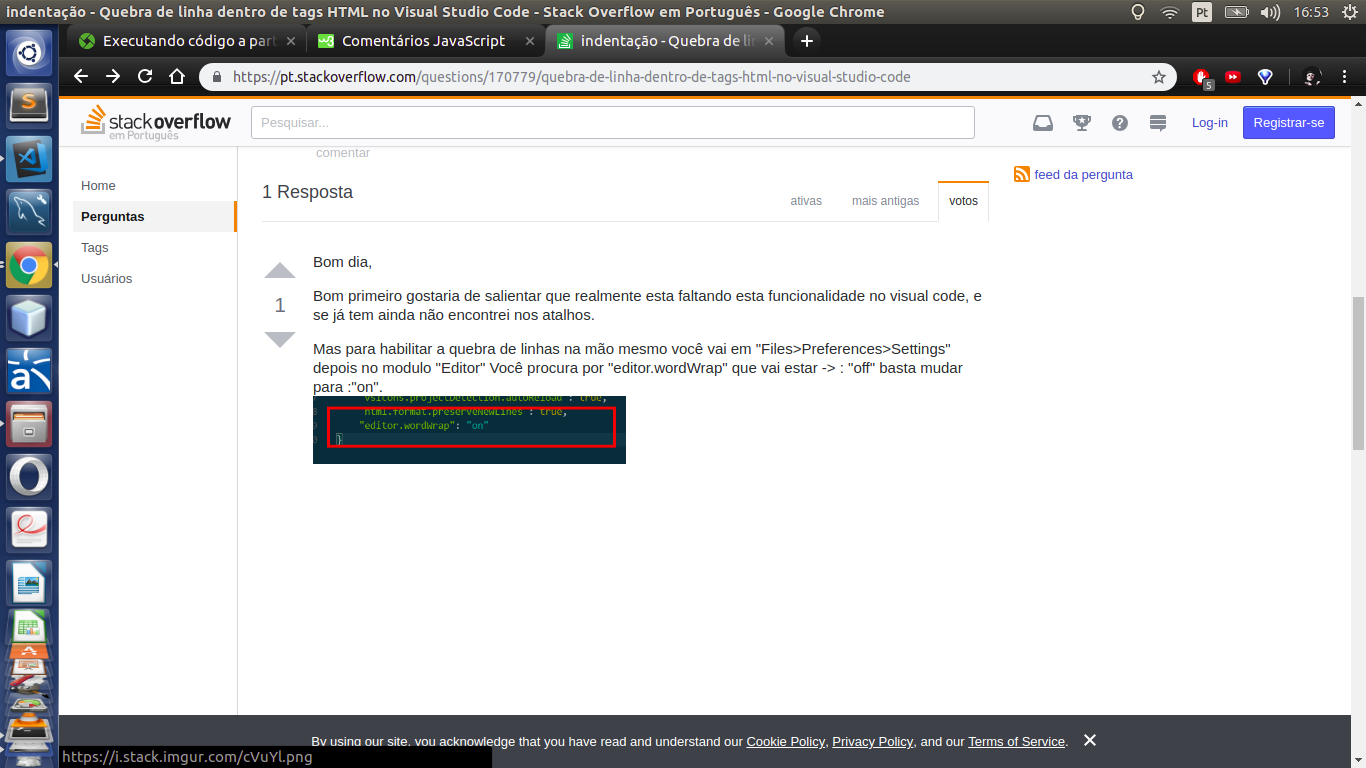 indentação - Quebra de linha dentro de tags HTML no Visual Studio Code - Stack Overflow em Português - Google Chrome
Pt
16:53
Executando código a part
Comentários JavaScript
indentação - Quebra de lin
https://pt.stackoverflow.com/questions/170779/quebra-de-linha-dentro-de-tags-html-no-visual-studio-code
5
stackoverflow
em Português
Pesquisar...
Log-in
Registrar-se
comentar
feed da pergunta
Home
Perguntas
Tags
Usuários
1 Resposta
ativas
mais antigas
votos
1
Bom dia,
Bom primeiro gostaria de salientar que realmente esta faltando esta funcionalidade no visual code, e
se já tem ainda não encontrei nos atalhos.
Mas para habilitar a quebra de linhas na mão mesmo você vai em "Files>Preferences>Settings"
depois no modulo "Editor" Você procura por "editor.wordWrap" que vai estar -> : "off" basta mudar
para :"on".
vsicons.projectDetection.autoReload": true,
html.format.preserveNewLines": true,
"editor.wordWrap": "on"
}
By using our site, you acknowledge that you have read and understand our Cookie Policy, Privacy Policy, and our Terms of Service.
https://i.stack.imgur.com/cVuYl.png